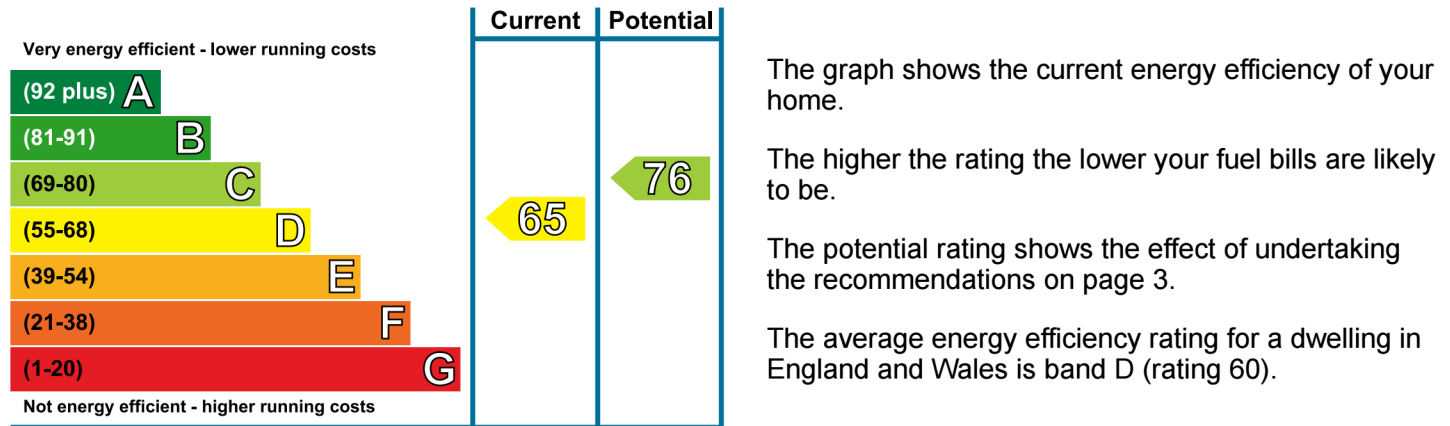 Current Potential
Very energy efficient - lower running costs
(92 plus) A
(81-91) B
(69-80) C
(55-68) D
(39-54) E
(21-38) F
(1-20) G
Not energy efficient - higher running costs
65
76
The graph shows the current energy efficiency of your
home.
The higher the rating the lower your fuel bills are likely
to be.
The potential rating shows the effect of undertaking
the recommendations on page 3.
The average energy efficiency rating for a dwelling in
England and Wales is band D (rating 60).